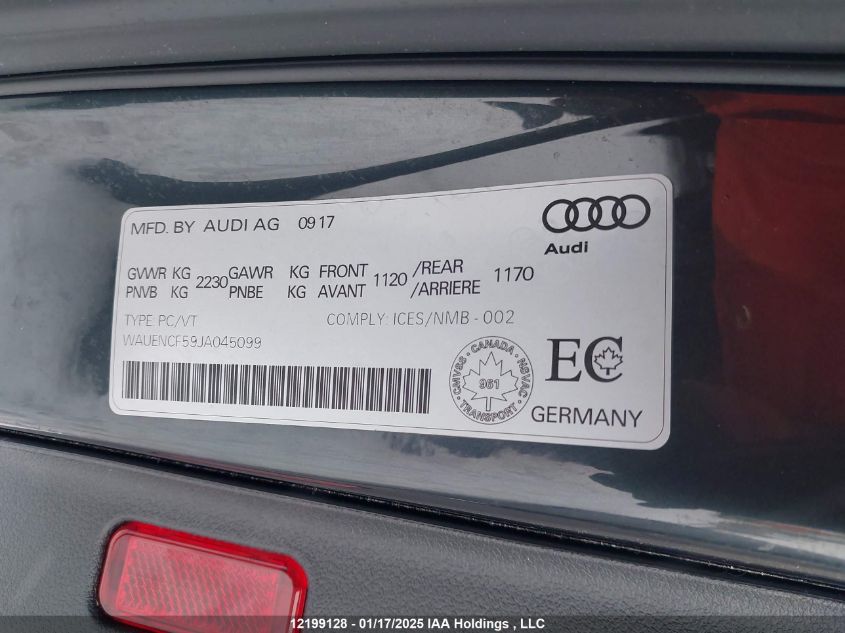 MFD. BY AUDI AG 09 17
Audi
GVWR KG 2230 GAWR KG FRONT 1120 /REAR 1170
PNVB KG PNBE KG AVANT /ARRIERE
TYPE: PC/VT COMPLY: ICES/NMB - 002
WAUENCF59JA045099
CANADA
CMVSS NSVAC
961
TRANSPORT
EC
GERMANY
12199128 - 01/17/2025 IAA Holdings , LLC